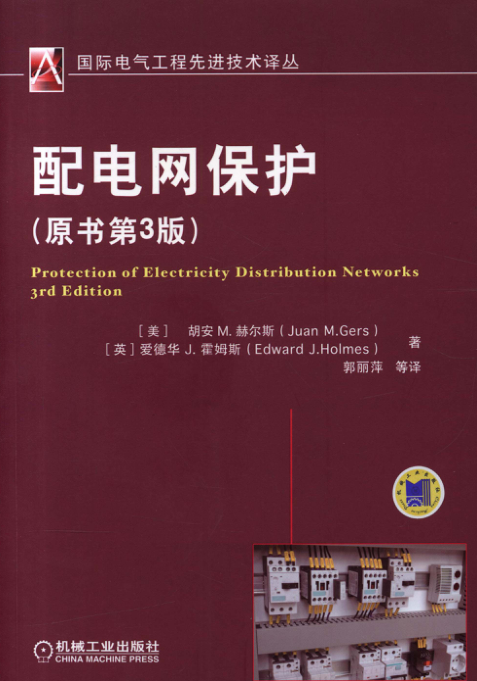 国际电气工程先进技术译丛
配电网保护
(原书第3版)
Protection of Electricity Distribution Networks
3rd Edition
[美] 胡安 M. 赫尔斯 (Juan M.Gers)
[英] 爱德华 J. 霍姆斯 (Edward J.Holmes) 著
郭丽萍 等译
机械工业出版社
CHINA MACHINE PRESS